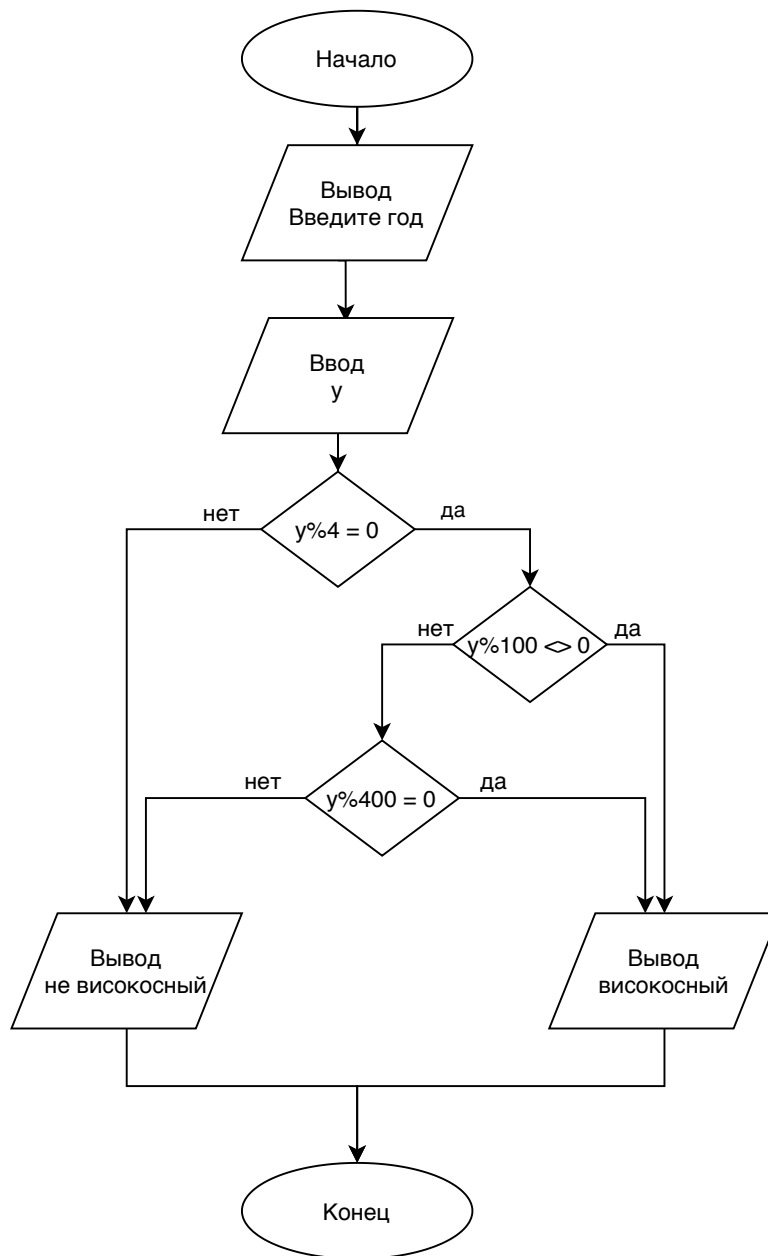 Начало
Вывод
Введите год
Ввод
y
нет
y%4 = 0
да
нет
y%100 <> 0
да
нет
y%400 = 0
да
Вывод
не високосный
Вывод
високосный
Конец